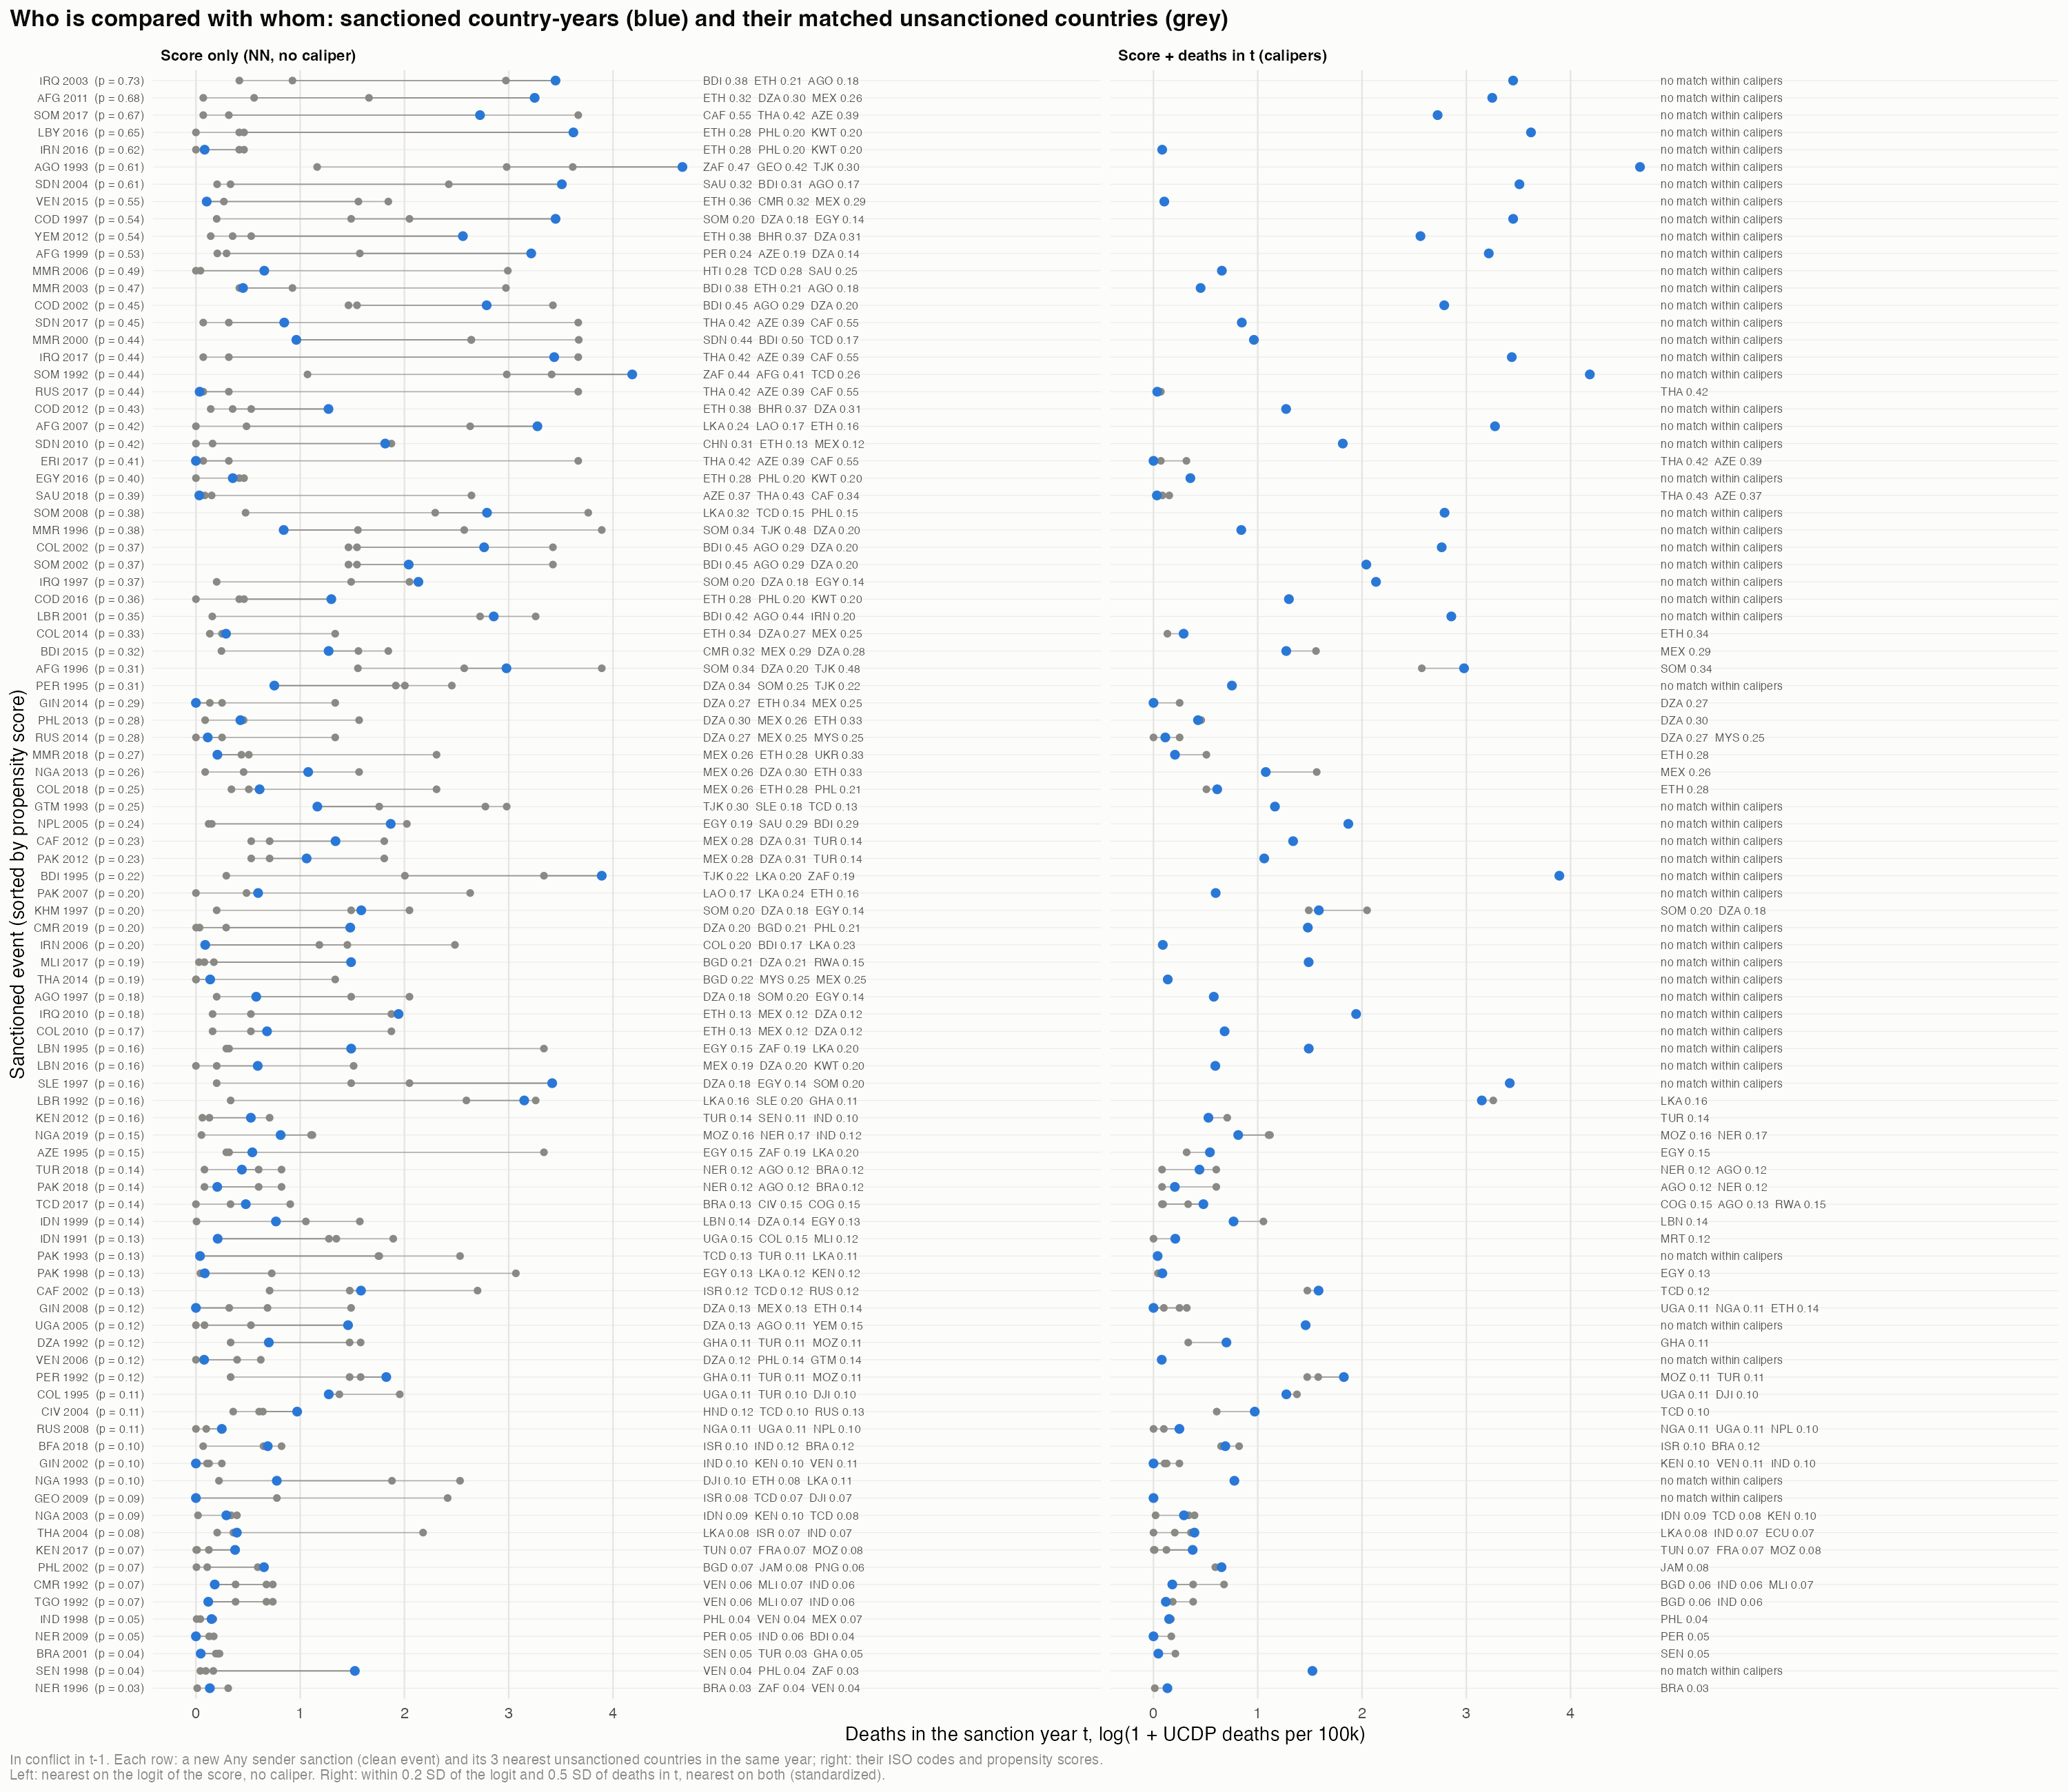 Who is compared with whom: sanctioned country-years (blue) and their matched unsanctioned countries (grey)
Score only (NN, no caliper) Score + deaths in t (calipers)
IRQ 2003 (p = 0.73) BDI 0.38 ETH 0.21 AGO 0.18 no match within calipers
AFG 2011 (p = 0.68) ETH 0.32 DZA 0.30 MEX 0.26 no match within calipers
SOM 2017 (p = 0.67) CAF 0.55 THA 0.42 AZE 0.39 no match within calipers
LBY 2016 (p = 0.65) ETH 0.28 PHL 0.20 KWT 0.20 no match within calipers
IRN 2016 (p = 0.62) ETH 0.28 PHL 0.20 KWT 0.20 no match within calipers
AGO 1993 (p = 0.61) ZAF 0.47 GEO 0.42 TJK 0.30 no match within calipers
SDN 2004 (p = 0.61) SAU 0.32 BDI 0.31 AGO 0.17 no match within calipers
VEN 2015 (p = 0.55) ETH 0.36 CMR 0.32 MEX 0.29 no match within calipers
COD 1997 (p = 0.54) SOM 0.20 DZA 0.18 EGY 0.14 no match within calipers
YEM 2012 (p = 0.54) ETH 0.38 BHR 0.37 DZA 0.31 no match within calipers
AFG 1999 (p = 0.53) PER 0.24 AZE 0.19 DZA 0.14 no match within calipers
MMR 2006 (p = 0.49) HTI 0.28 TCD 0.28 SAU 0.25 no match within calipers
MMR 2003 (p = 0.47) BDI 0.38 ETH 0.21 AGO 0.18 no match within calipers
COD 2002 (p = 0.45) BDI 0.45 AGO 0.29 DZA 0.20 no match within calipers
SDN 2017 (p = 0.45) THA 0.42 AZE 0.39 CAF 0.55 no match within calipers
MMR 2000 (p = 0.44) SDN 0.44 BDI 0.50 TCD 0.17 no match within calipers
IRQ 2017 (p = 0.44) THA 0.42 AZE 0.39 CAF 0.55 no match within calipers
SOM 1992 (p = 0.44) ZAF 0.44 AFG 0.41 TCD 0.26 no match within calipers
RUS 2017 (p = 0.44) THA 0.42 AZE 0.39 CAF 0.55 THA 0.42
COD 2012 (p = 0.43) ETH 0.38 BHR 0.37 DZA 0.31 no match within calipers
AFG 2007 (p = 0.42) LKA 0.24 LAO 0.17 ETH 0.16 no match within calipers
SDN 2010 (p = 0.42) CHN 0.31 ETH 0.13 MEX 0.12 no match within calipers
ERI 2017 (p = 0.41) THA 0.42 AZE 0.39 CAF 0.55 THA 0.42 AZE 0.39
EGY 2016 (p = 0.40) ETH 0.28 PHL 0.20 KWT 0.20 no match within calipers
SAU 2018 (p = 0.39) AZE 0.37 THA 0.43 CAF 0.34 THA 0.43 AZE 0.37
SOM 2008 (p = 0.38) LKA 0.32 TCD 0.15 PHL 0.15 no match within calipers
MMR 1996 (p = 0.38) SOM 0.34 TJK 0.48 DZA 0.20 no match within calipers
COL 2002 (p = 0.37) BDI 0.45 AGO 0.29 DZA 0.20 no match within calipers
SOM 2002 (p = 0.37) BDI 0.45 AGO 0.29 DZA 0.20 no match within calipers
IRQ 1997 (p = 0.37) SOM 0.20 DZA 0.18 EGY 0.14 no match within calipers
COD 2016 (p = 0.36) ETH 0.28 PHL 0.20 KWT 0.20 no match within calipers
LBR 2001 (p = 0.35) BDI 0.42 AGO 0.44 IRN 0.20 no match within calipers
COL 2014 (p = 0.33) ETH 0.34 DZA 0.27 MEX 0.25 ETH 0.34
BDI 2015 (p = 0.32) CMR 0.32 MEX 0.29 DZA 0.28 MEX 0.29
AFG 1996 (p = 0.31) SOM 0.34 DZA 0.20 TJK 0.48 SOM 0.34
PER 1995 (p = 0.31) DZA 0.34 SOM 0.25 TJK 0.22 no match within calipers
GIN 2014 (p = 0.29) DZA 0.27 ETH 0.34 MEX 0.25 DZA 0.27
PHL 2013 (p = 0.28) DZA 0.30 MEX 0.26 ETH 0.33 DZA 0.30
RUS 2014 (p = 0.28) DZA 0.27 MEX 0.25 MYS 0.25 DZA 0.27 MYS 0.25
MMR 2018 (p = 0.27) MEX 0.26 ETH 0.28 UKR 0.33 ETH 0.28
NGA 2013 (p = 0.26) MEX 0.26 DZA 0.30 ETH 0.33 MEX 0.26
COL 2018 (p = 0.25) MEX 0.26 ETH 0.28 PHL 0.21 ETH 0.28
GTM 1993 (p = 0.25) TJK 0.30 SLE 0.18 TCD 0.13 no match within calipers
NPL 2005 (p = 0.24) EGY 0.19 SAU 0.29 BDI 0.29 no match within calipers
CAF 2012 (p = 0.23) MEX 0.28 DZA 0.31 TUR 0.14 no match within calipers
PAK 2012 (p = 0.23) MEX 0.28 DZA 0.31 TUR 0.14 no match within calipers
BDI 1995 (p = 0.22) TJK 0.22 LKA 0.20 ZAF 0.19 no match within calipers
PAK 2007 (p = 0.20) LAO 0.17 LKA 0.24 ETH 0.16 no match within calipers
KHM 1997 (p = 0.20) SOM 0.20 DZA 0.18 EGY 0.14 SOM 0.20 DZA 0.18
CMR 2019 (p = 0.20) DZA 0.20 BGD 0.21 PHL 0.21 no match within calipers
IRN 2006 (p = 0.20) COL 0.20 BDI 0.17 LKA 0.23 no match within calipers
MLI 2017 (p = 0.19) BGD 0.21 DZA 0.21 RWA 0.15 no match within calipers
THA 2014 (p = 0.19) BGD 0.22 MYS 0.25 MEX 0.25 no match within calipers
AGO 1997 (p = 0.18) DZA 0.18 SOM 0.20 EGY 0.14 no match within calipers
IRQ 2010 (p = 0.18) ETH 0.13 MEX 0.12 DZA 0.12 no match within calipers
COL 2010 (p = 0.17) ETH 0.13 MEX 0.12 DZA 0.12 no match within calipers
LBN 1995 (p = 0.16) EGY 0.15 ZAF 0.19 LKA 0.20 no match within calipers
LBN 2016 (p = 0.16) MEX 0.19 DZA 0.20 KWT 0.20 no match within calipers
SLE 1997 (p = 0.16) DZA 0.18 EGY 0.14 SOM 0.20 no match within calipers
LBR 1992 (p = 0.16) LKA 0.16 SLE 0.20 GHA 0.11 LKA 0.16
KEN 2012 (p = 0.16) TUR 0.14 SEN 0.11 IND 0.10 TUR 0.14
NGA 2019 (p = 0.15) MOZ 0.16 NER 0.17 IND 0.12 MOZ 0.16 NER 0.17
AZE 1995 (p = 0.15) EGY 0.15 ZAF 0.19 LKA 0.20 EGY 0.15
TUR 2018 (p = 0.14) NER 0.12 AGO 0.12 BRA 0.12 NER 0.12 AGO 0.12
PAK 2018 (p = 0.14) NER 0.12 AGO 0.12 BRA 0.12 AGO 0.12 NER 0.12
TCD 2017 (p = 0.14) BRA 0.13 CIV 0.15 COG 0.15 COG 0.15 AGO 0.13 RWA 0.15
IDN 1999 (p = 0.14) LBN 0.14 DZA 0.14 EGY 0.13 LBN 0.14
IDN 1991 (p = 0.13) UGA 0.15 COL 0.15 MLI 0.12 MRT 0.12
PAK 1993 (p = 0.13) TCD 0.13 TUR 0.11 LKA 0.11 no match within calipers
PAK 1998 (p = 0.13) EGY 0.13 LKA 0.12 KEN 0.12 EGY 0.13
CAF 2002 (p = 0.13) ISR 0.12 TCD 0.12 RUS 0.12 TCD 0.12
GIN 2008 (p = 0.12) DZA 0.13 MEX 0.13 ETH 0.14 UGA 0.11 NGA 0.11 ETH 0.14
UGA 2005 (p = 0.12) DZA 0.13 AGO 0.11 YEM 0.15 no match within calipers
DZA 1992 (p = 0.12) GHA 0.11 TUR 0.11 MOZ 0.11 GHA 0.11
VEN 2006 (p = 0.12) DZA 0.12 PHL 0.14 GTM 0.14 no match within calipers
PER 1992 (p = 0.12) GHA 0.11 TUR 0.11 MOZ 0.11 MOZ 0.11 TUR 0.11
COL 1995 (p = 0.11) UGA 0.11 TUR 0.10 DJI 0.10 UGA 0.11 DJI 0.10
CIV 2004 (p = 0.11) HND 0.12 TCD 0.10 RUS 0.13 TCD 0.10
RUS 2008 (p = 0.11) NGA 0.11 UGA 0.11 NPL 0.10 NGA 0.11 UGA 0.11 NPL 0.10
BFA 2018 (p = 0.10) ISR 0.10 IND 0.12 BRA 0.12 ISR 0.10 BRA 0.12
GIN 2002 (p = 0.10) IND 0.10 KEN 0.10 VEN 0.11 KEN 0.10 VEN 0.11 IND 0.10
NGA 1993 (p = 0.10) DJI 0.10 ETH 0.08 LKA 0.11 no match within calipers
GEO 2009 (p = 0.09) ISR 0.08 TCD 0.07 DJI 0.07 no match within calipers
NGA 2003 (p = 0.09) IDN 0.09 KEN 0.10 TCD 0.08 IDN 0.09 TCD 0.08 KEN 0.10
THA 2004 (p = 0.08) LKA 0.08 ISR 0.07 IND 0.07 LKA 0.08 IND 0.07 ECU 0.07
KEN 2017 (p = 0.07) TUN 0.07 FRA 0.07 MOZ 0.08 TUN 0.07 FRA 0.07 MOZ 0.08
PHL 2002 (p = 0.07) BGD 0.07 JAM 0.08 PNG 0.06 JAM 0.08
CMR 1992 (p = 0.07) VEN 0.06 MLI 0.07 IND 0.06 BGD 0.06 IND 0.06 MLI 0.07
TGO 1992 (p = 0.07) VEN 0.06 MLI 0.07 IND 0.06 BGD 0.06 IND 0.06
IND 1998 (p = 0.05) PHL 0.04 VEN 0.04 MEX 0.07 PHL 0.04
NER 2009 (p = 0.05) PER 0.05 IND 0.06 BDI 0.04 PER 0.05
BRA 2001 (p = 0.04) SEN 0.05 TUR 0.03 GHA 0.05 SEN 0.05
SEN 1998 (p = 0.04) VEN 0.04 PHL 0.04 ZAF 0.03 no match within calipers
NER 1996 (p = 0.03) BRA 0.03 ZAF 0.04 VEN 0.04 BRA 0.03
0 1 2 3 4 0 1 2 3 4
Sanctioned event (sorted by propensity score)
Deaths in the sanction year t, log(1 + UCDP deaths per 100k)
In conflict in t-1. Each row: a new Any sender sanction (clean event) and its 3 nearest unsanctioned countries in the same year; right: their ISO codes and propensity scores.
Left: nearest on the logit of the score, no caliper. Right: within 0.2 SD of the logit and 0.5 SD of deaths in t, nearest on both (standardized).